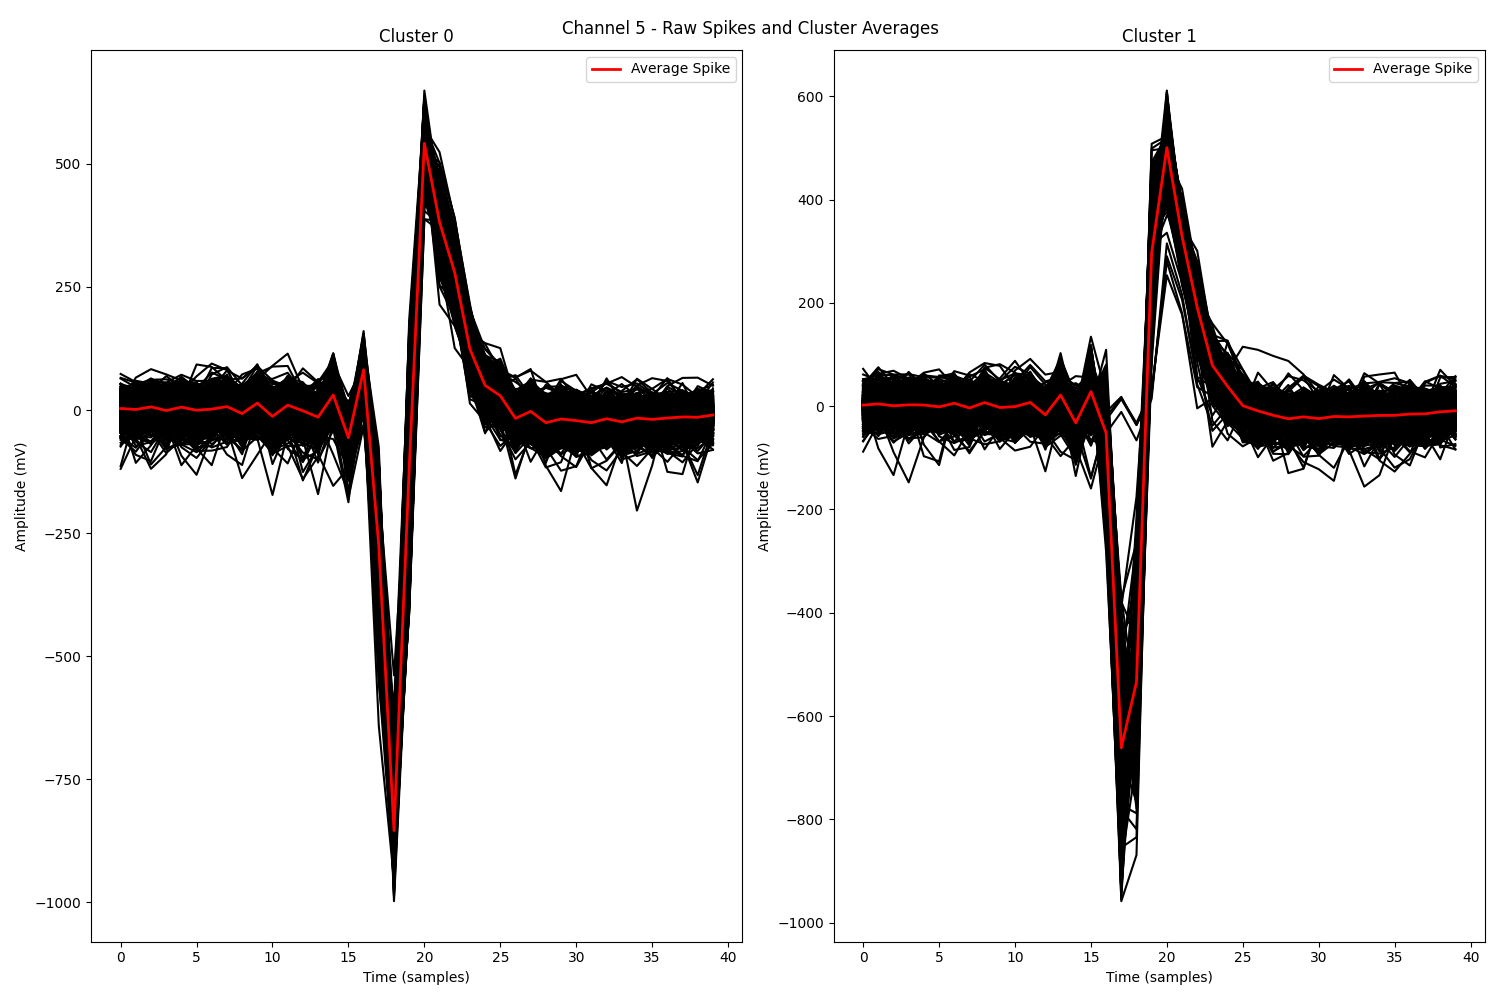 Channel 5 - Raw Spikes and Cluster Averages
Cluster 0
Average Spike
500
250
0
−250
−500
−750
−1000
Amplitude (mV)
0 5 10 15 20 25 30 35 40
Time (samples)
Cluster 1
Average Spike
600
400
200
0
−200
−400
−600
−800
−1000
Amplitude (mV)
0 5 10 15 20 25 30 35 40
Time (samples)